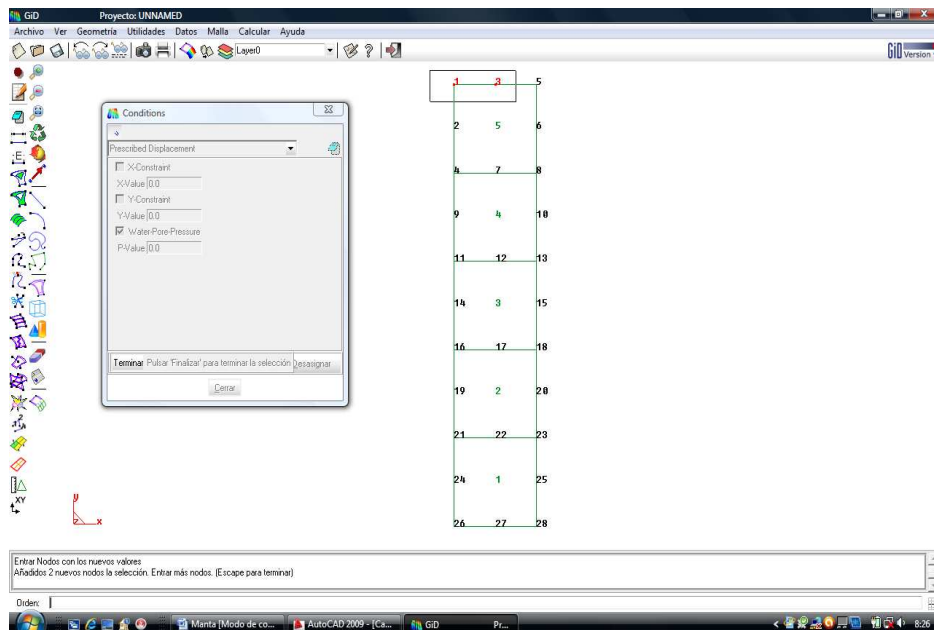 GiD Proyecto: UNNAMED
Archivo Ver Geometría Utilidades Datos Malla Calcular Ayuda
Layer0
GiD Version
Conditions
Prescribed Displacement
X-Constraint
X-Value 0.0
Y-Constraint
Y-Value 0.0
Water-Pore-Pressure
P-Value 0.0
Terminar Pulsar 'Finalizar' para terminar la selección Desasignar
Cerrar
1 3 5
2 5 6
4 7 8
9 4 10
11 12 13
14 3 15
16 17 18
19 2 20
21 22 23
24 1 25
26 27 28
y
z x
XY
Entrar Nodos con los nuevos valores
Añadidos 2 nuevos nodos la selección. Entrar más nodos. (Escape para terminar)
Orden:
Manta [Modo de co... AutoCAD 2009 - [Ca... GiD Pr... 8:26